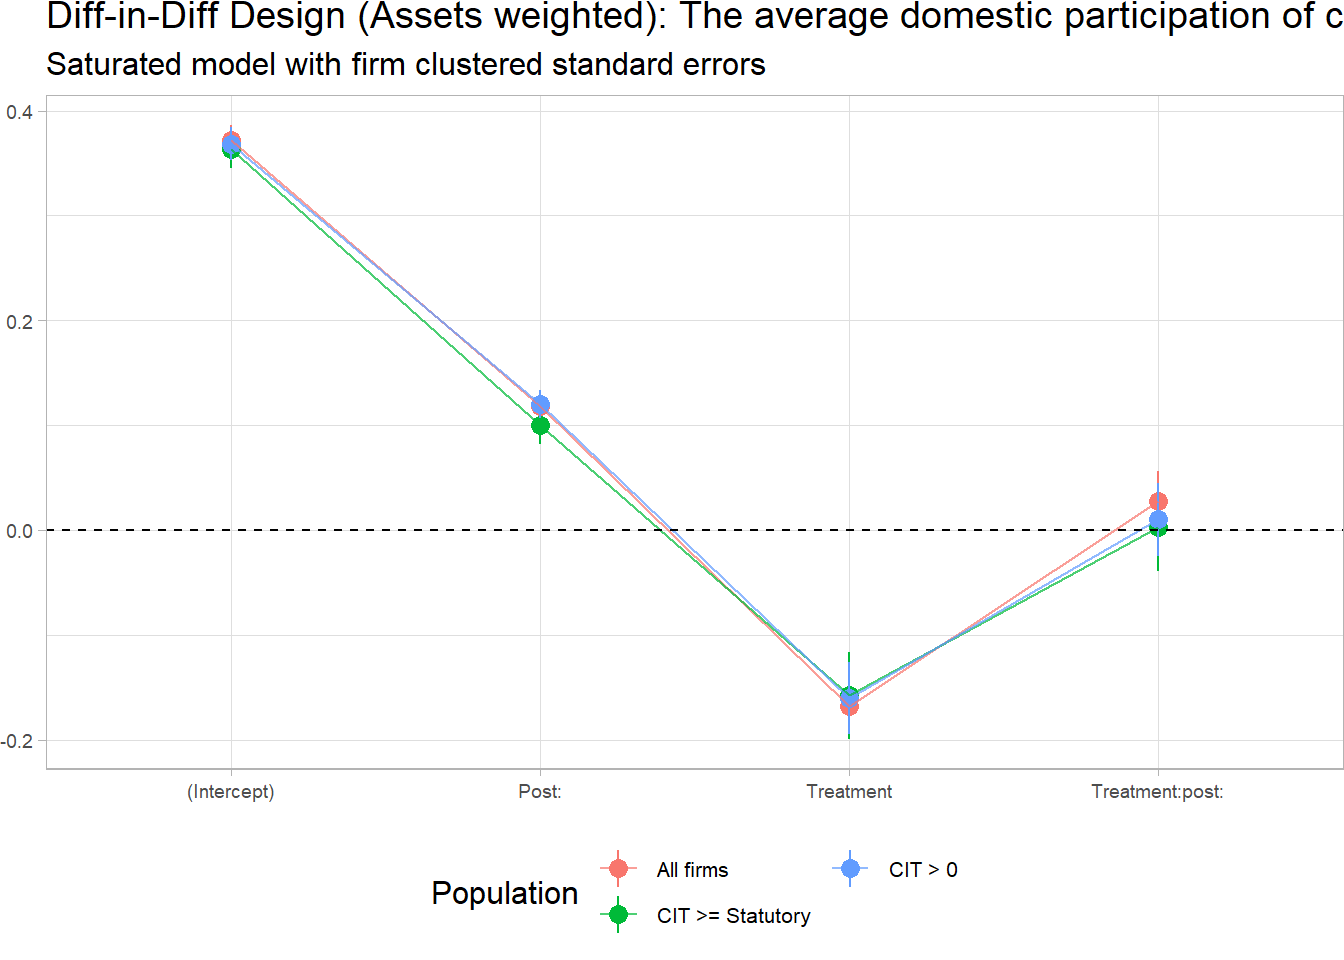 Diff-in-Diff Design (Assets weighted): The average domestic participation of c
Saturated model with firm clustered standard errors
0.4
0.2
0.0
-0.2
(Intercept) Post: Treatment Treatment:post:
Population
All firms CIT > 0
CIT >= Statutory